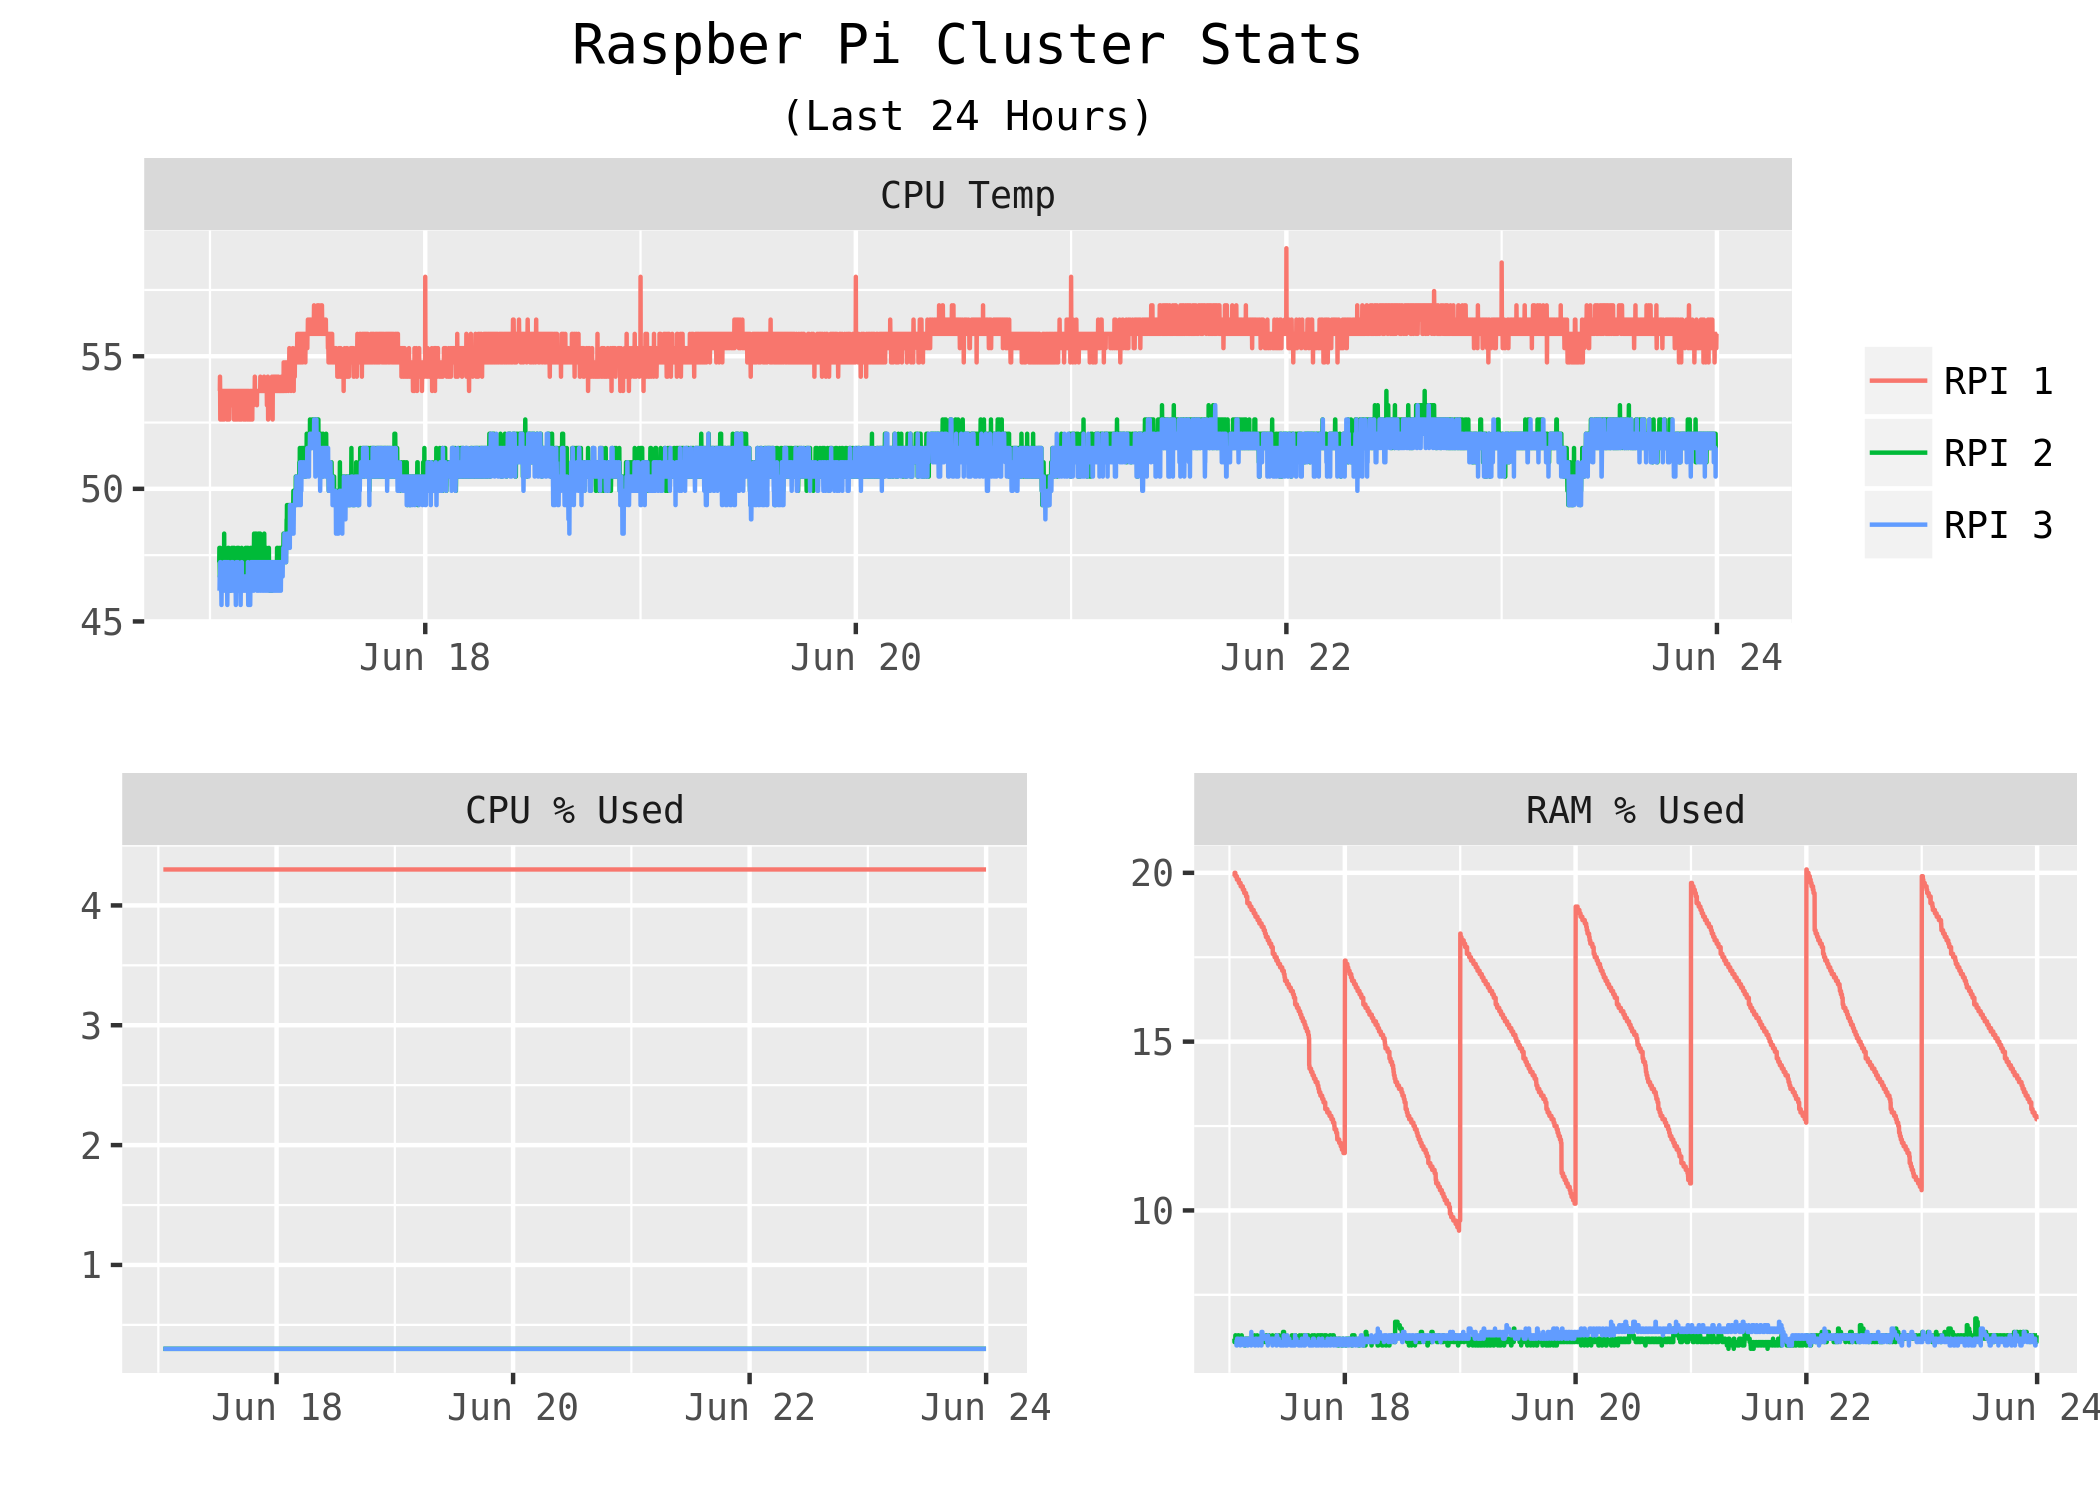 Raspber Pi Cluster Stats
(Last 24 Hours)
CPU Temp
55
50
45
Jun 18 Jun 20 Jun 22 Jun 24
RPI 1
RPI 2
RPI 3
CPU % Used
4
3
2
1
Jun 18 Jun 20 Jun 22 Jun 24
RAM % Used
20
15
10
Jun 18 Jun 20 Jun 22 Jun 24